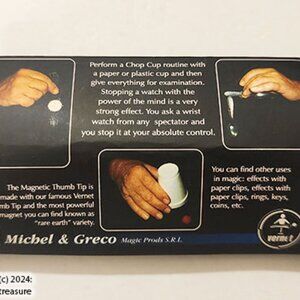 Perform a Chop Cup routine with
a paper or plastic cup and then
give everything for examination.
Stopping a watch with the
power of the mind is a very
strong effect. You ask a wrist
watch from any spectator and
you stop it at your absolute control.
The Magnetic Thumb Tip is
made with our famous Vernet
mb Tip and the most powerful
magnet you can find known as
"rare earth" variety.
You can find other uses
in magic: effects with
paper clips, effects with
paper clips, rings, keys,
coins, etc.
Michel & Greco Magic Prods S.R.L.
vernet
(c) 2024:
treasure